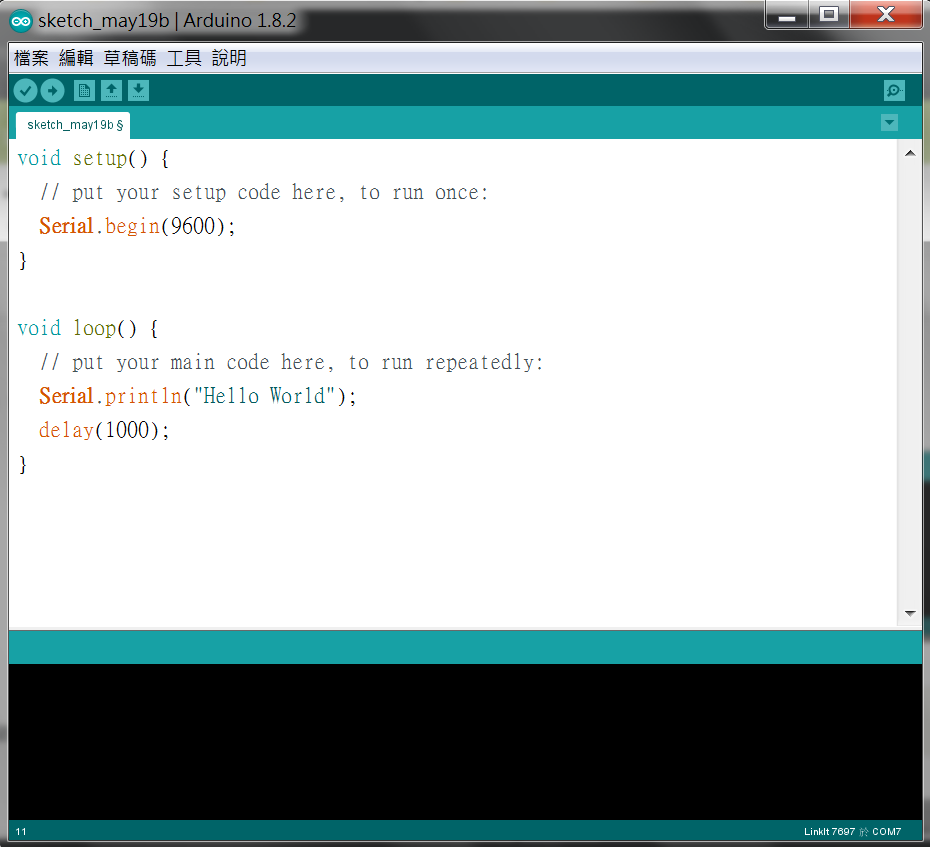 sketch_may19b | Arduino 1.8.2
檔案 編輯 草稿碼 工具 說明
sketch_may19b §
void setup() {
  // put your setup code here, to run once:
  Serial.begin(9600);
}
void loop() {
  // put your main code here, to run repeatedly:
  Serial.println("Hello World");
  delay(1000);
}
11
LinkIt 7697 於 COM7